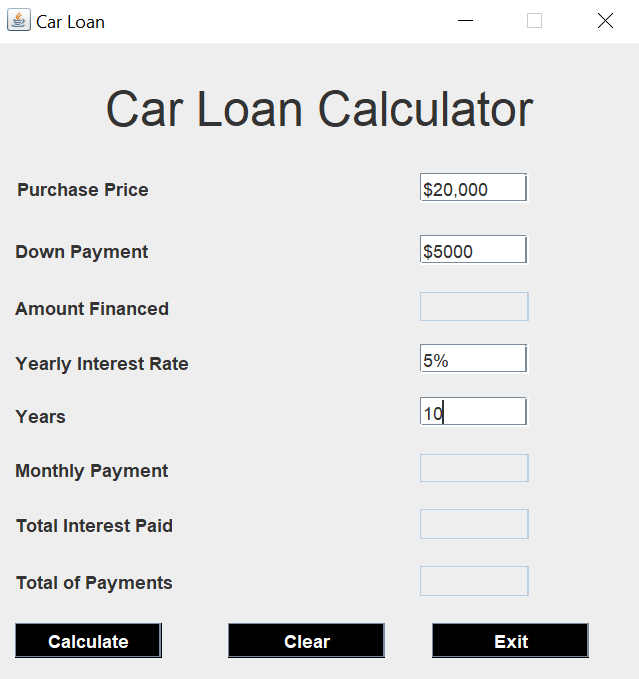 Car Loan
Car Loan Calculator
Purchase Price $20,000
Down Payment $5000
Amount Financed
Yearly Interest Rate 5%
Years 10
Monthly Payment
Total Interest Paid
Total of Payments
Calculate Clear Exit